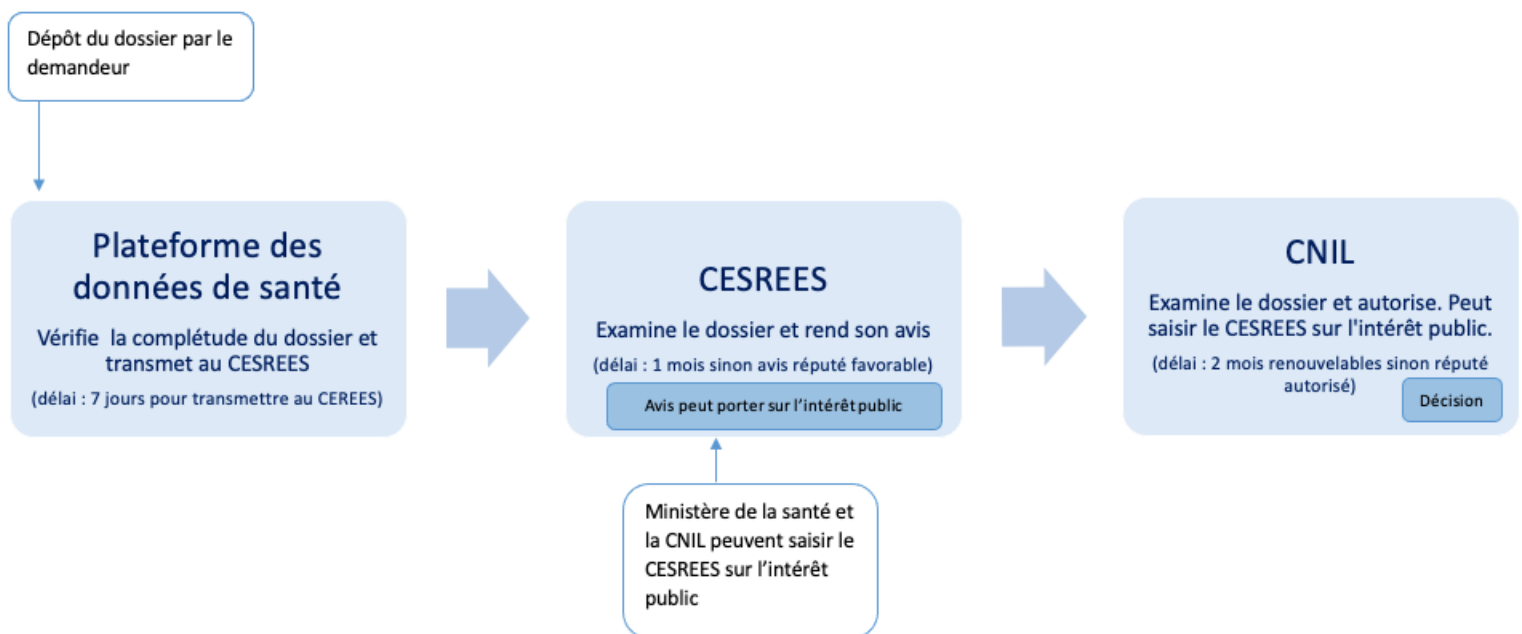 Dépôt du dossier par le
demandeur
Plateforme des
données de santé
Vérifie la complétude du dossier et
transmet au CESREES
(délai : 7 jours pour transmettre au CEREES)
CESREES
Examine le dossier et rend son avis
(délai : 1 mois sinon avis réputé favorable)
Avis peut porter sur l'intérêt public
Ministère de la santé et
la CNIL peuvent saisir le
CESREES sur l'intérêt
public
CNIL
Examine le dossier et autorise. Peut
saisir le CESREES sur l'intérêt public.
(délai : 2 mois renouvelables sinon réputé
autorisé)
Décision